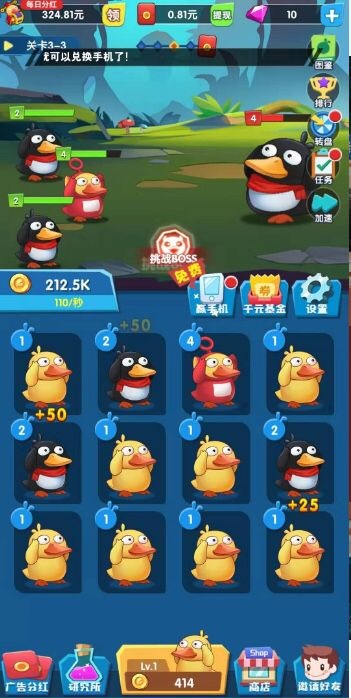 每日分红
324.81元
领
0.81元
提现
10
关卡3-3
就可以兑换手机了!
图鉴
2
4
4
排行
转盘
2
任务
加速
挑战BOSS
免费
212.5K
110/秒
赢手机
券
千元基金
设置
+50
1
2
4
1
+50
2
1
1
2
+25
1
1
1
1
广告分红
研究所
Lv.1
414
Shop
商店
邀请好友